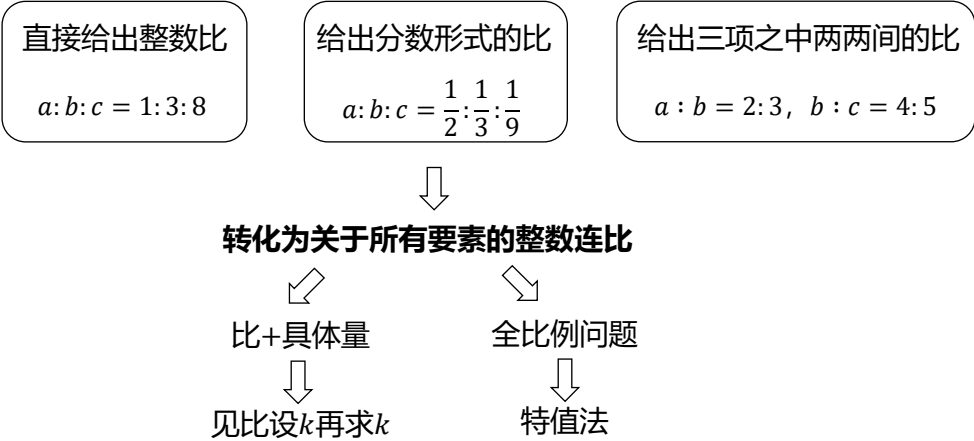 直接给出整数比
a:b:c = 1:3:8
给出分数形式的比
a:b:c = 1/2:1/3:1/9
给出三项之中两两间的比
a：b = 2:3，b：c = 4:5
转化为关于所有要素的整数连比
比+具体量
全比例问题
见比设k再求k
特值法